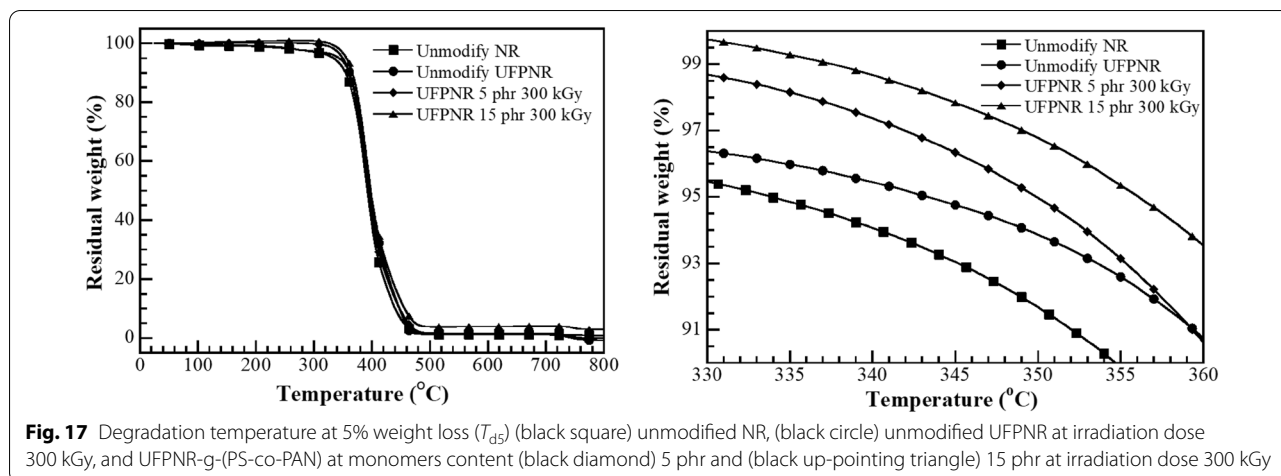 100
80
60
40
20
0
0 100 200 300 400 500 600 700 800
Residual weight (%)
Temperature (°C)
Unmodify NR
Unmodify UFPNR
UFPNR 5 phr 300 kGy
UFPNR 15 phr 300 kGy
99
97
95
93
91
330 335 340 345 350 355 360
Residual weight (%)
Temperature (°C)
Unmodify NR
Unmodify UFPNR
UFPNR 5 phr 300 kGy
UFPNR 15 phr 300 kGy
Fig. 17 Degradation temperature at 5% weight loss (Td5) (black square) unmodified NR, (black circle) unmodified UFPNR at irradiation dose
300 kGy, and UFPNR-g-(PS-co-PAN) at monomers content (black diamond) 5 phr and (black up-pointing triangle) 15 phr at irradiation dose 300 kGy